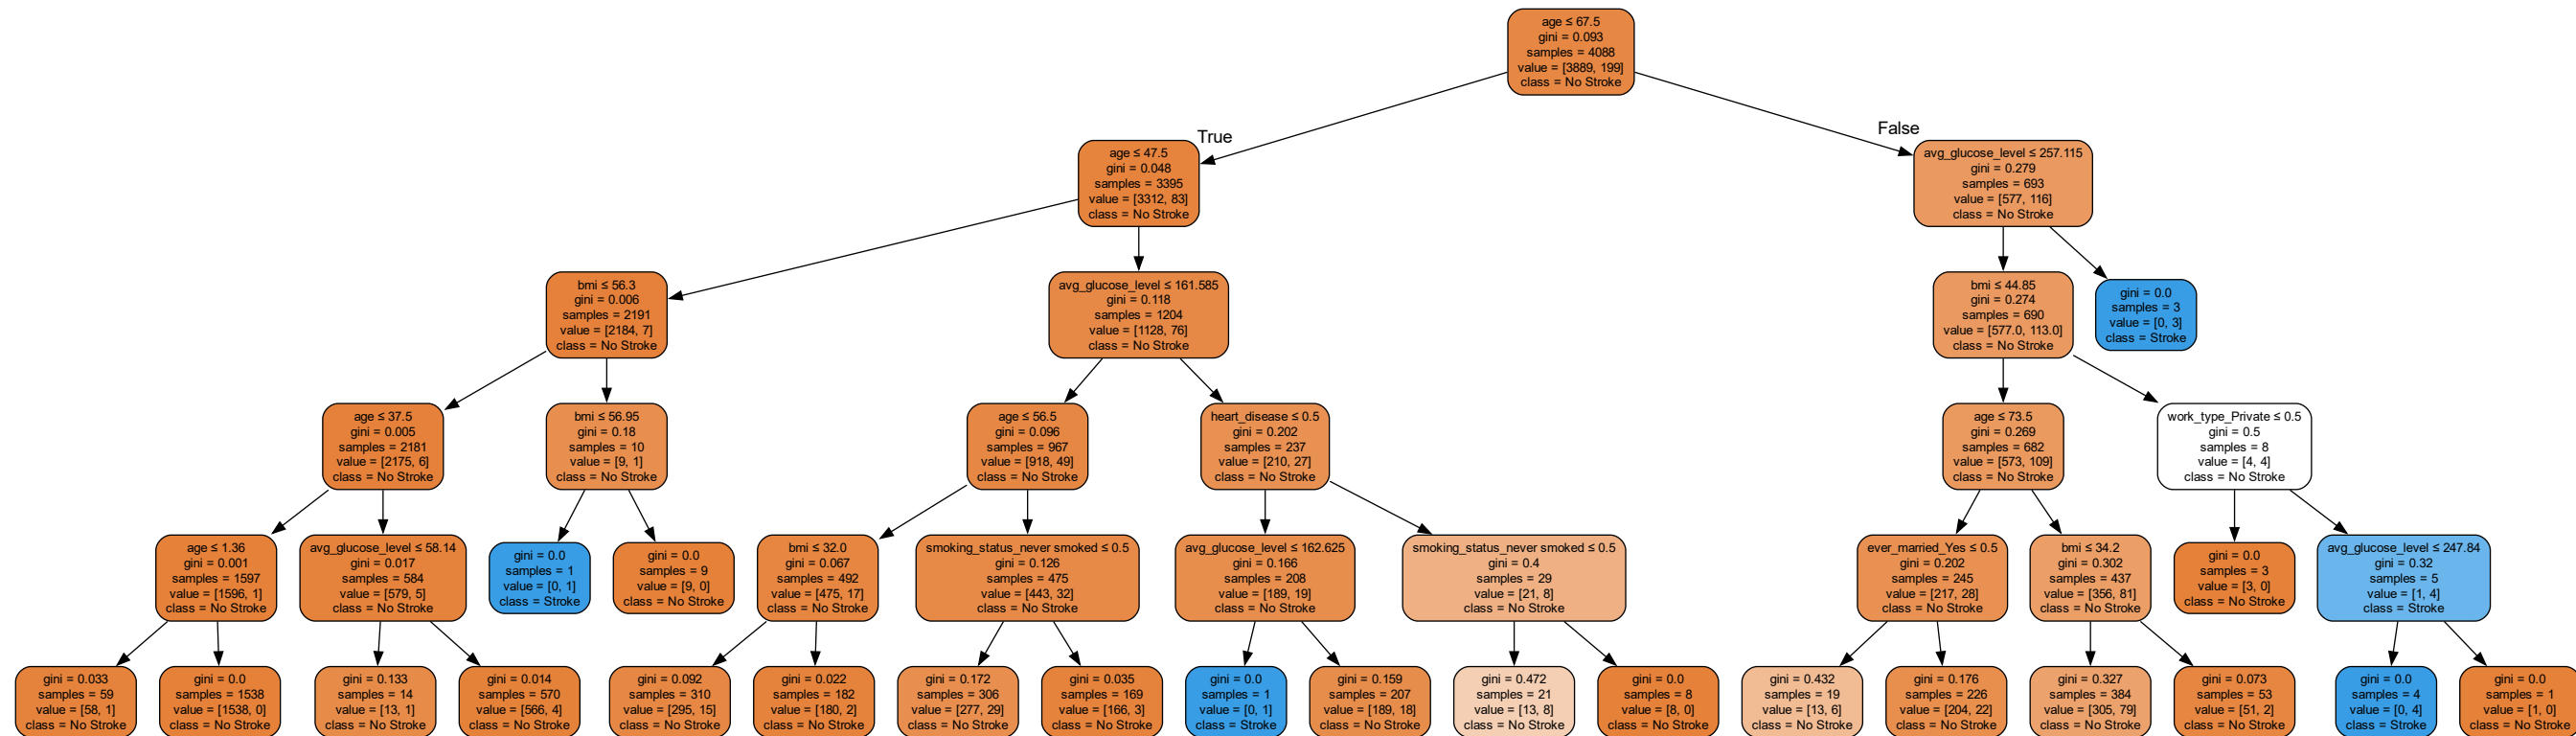 age ≤ 67.5
gini = 0.093
samples = 4088
value = [3889, 199]
class = No Stroke
True
False
age ≤ 47.5
gini = 0.048
samples = 3395
value = [3312, 83]
class = No Stroke
avg_glucose_level ≤ 257.115
gini = 0.279
samples = 693
value = [577, 116]
class = No Stroke
bmi ≤ 56.3
gini = 0.006
samples = 2191
value = [2184, 7]
class = No Stroke
avg_glucose_level ≤ 161.585
gini = 0.118
samples = 1204
value = [1128, 76]
class = No Stroke
bmi ≤ 44.85
gini = 0.274
samples = 690
value = [577.0, 113.0]
class = No Stroke
gini = 0.0
samples = 3
value = [0, 3]
class = Stroke
age ≤ 37.5
gini = 0.005
samples = 2181
value = [2175, 6]
class = No Stroke
bmi ≤ 56.95
gini = 0.18
samples = 10
value = [9, 1]
class = No Stroke
age ≤ 56.5
gini = 0.096
samples = 967
value = [918, 49]
class = No Stroke
heart_disease ≤ 0.5
gini = 0.202
samples = 237
value = [210, 27]
class = No Stroke
age ≤ 73.5
gini = 0.269
samples = 682
value = [573, 109]
class = No Stroke
work_type_Private ≤ 0.5
gini = 0.5
samples = 8
value = [4, 4]
class = No Stroke
age ≤ 1.36
gini = 0.001
samples = 1597
value = [1596, 1]
class = No Stroke
avg_glucose_level ≤ 58.14
gini = 0.017
samples = 584
value = [579, 5]
class = No Stroke
gini = 0.0
samples = 1
value = [0, 1]
class = Stroke
gini = 0.0
samples = 9
value = [9, 0]
class = No Stroke
bmi ≤ 32.0
gini = 0.067
samples = 492
value = [475, 17]
class = No Stroke
smoking_status_never smoked ≤ 0.5
gini = 0.126
samples = 475
value = [443, 32]
class = No Stroke
avg_glucose_level ≤ 162.625
gini = 0.166
samples = 208
value = [189, 19]
class = No Stroke
smoking_status_never smoked ≤ 0.5
gini = 0.4
samples = 29
value = [21, 8]
class = No Stroke
ever_married_Yes ≤ 0.5
gini = 0.202
samples = 245
value = [217, 28]
class = No Stroke
bmi ≤ 34.2
gini = 0.302
samples = 437
value = [356, 81]
class = No Stroke
gini = 0.0
samples = 3
value = [3, 0]
class = No Stroke
avg_glucose_level ≤ 247.84
gini = 0.32
samples = 5
value = [1, 4]
class = Stroke
gini = 0.033
samples = 59
value = [58, 1]
class = No Stroke
gini = 0.0
samples = 1538
value = [1538, 0]
class = No Stroke
gini = 0.133
samples = 14
value = [13, 1]
class = No Stroke
gini = 0.014
samples = 570
value = [566, 4]
class = No Stroke
gini = 0.092
samples = 310
value = [295, 15]
class = No Stroke
gini = 0.022
samples = 182
value = [180, 2]
class = No Stroke
gini = 0.172
samples = 306
value = [277, 29]
class = No Stroke
gini = 0.035
samples = 169
value = [166, 3]
class = No Stroke
gini = 0.0
samples = 1
value = [0, 1]
class = Stroke
gini = 0.159
samples = 207
value = [189, 18]
class = No Stroke
gini = 0.472
samples = 21
value = [13, 8]
class = No Stroke
gini = 0.0
samples = 8
value = [8, 0]
class = No Stroke
gini = 0.432
samples = 19
value = [13, 6]
class = No Stroke
gini = 0.176
samples = 226
value = [204, 22]
class = No Stroke
gini = 0.327
samples = 384
value = [305, 79]
class = No Stroke
gini = 0.073
samples = 53
value = [51, 2]
class = No Stroke
gini = 0.0
samples = 4
value = [0, 4]
class = Stroke
gini = 0.0
samples = 1
value = [1, 0]
class = No Stroke